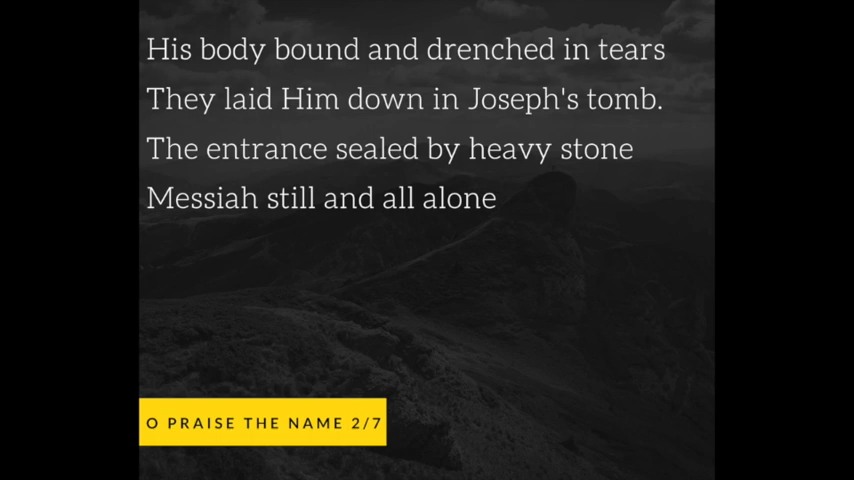 His body bound and drenched in tears
They laid Him down in Joseph's tomb.
The entrance sealed by heavy stone
Messiah still and all alone
O PRAISE THE NAME 2/7